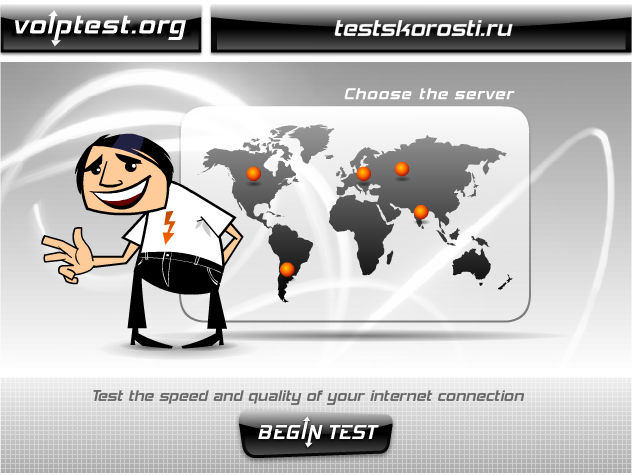 voiptest.org
testskorosti.ru
Choose the server
Test the speed and quality of your internet connection
BEGIN TEST